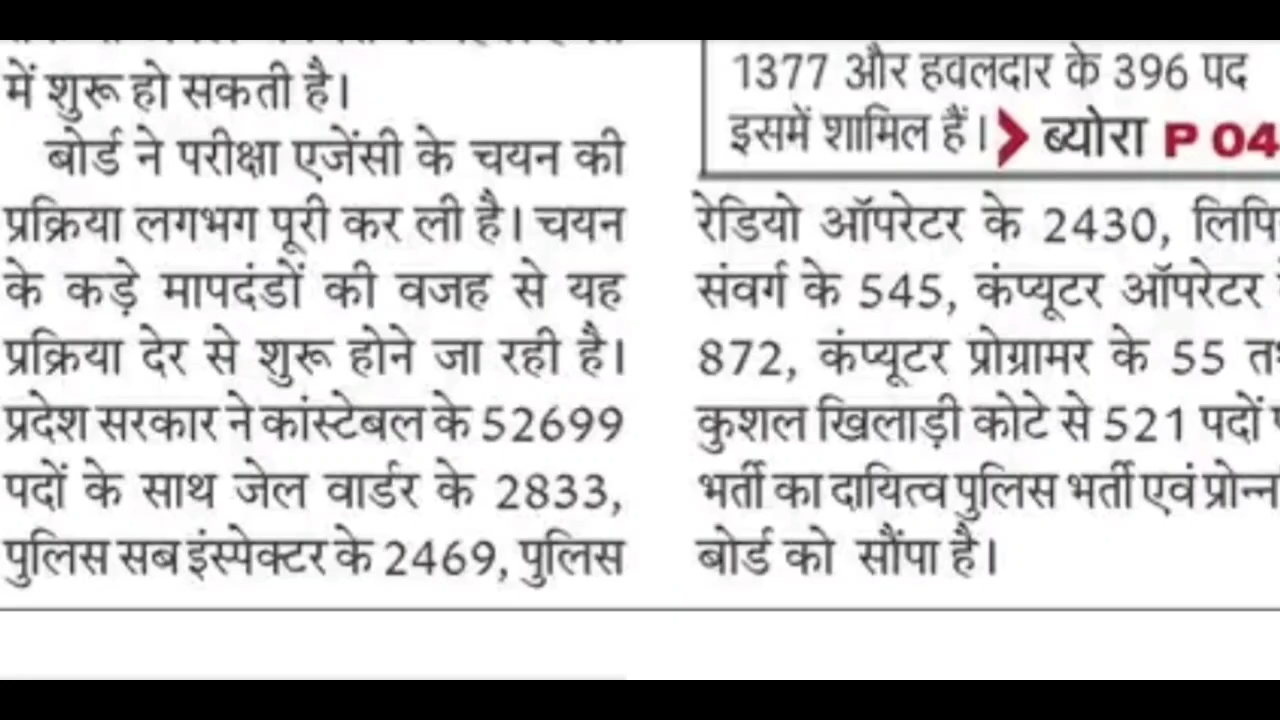 में शुरू हो सकती है।
बोर्ड ने परीक्षा एजेंसी के चयन की
प्रक्रिया लगभग पूरी कर ली है। चयन
के कड़े मापदंडों की वजह से यह
प्रक्रिया देर से शुरू होने जा रही है।
प्रदेश सरकार ने कांस्टेबल के 52699
पदों के साथ जेल वार्डर के 2833,
पुलिस सब इंस्पेक्टर के 2469, पुलिस
1377 और हवलदार के 396 पद
इसमें शामिल हैं। ब्योरा P 04
रेडियो ऑपरेटर के 2430, लिपि
संवर्ग के 545, कंप्यूटर ऑपरेटर
872, कंप्यूटर प्रोग्रामर के 55
कुशल खिलाड़ी कोटे से 521 पदों
भर्ती का दायित्व पुलिस भर्ती एवं प्रोन्न
बोर्ड को सौंपा है।